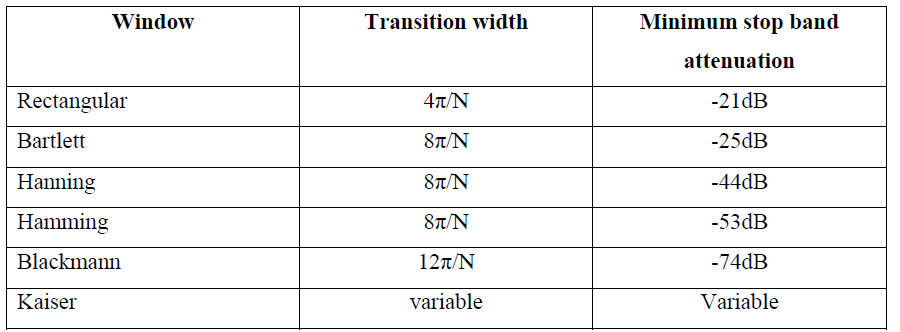 Window Transition width Minimum stop band
attenuation
Rectangular 4π/N -21dB
Bartlett 8π/N -25dB
Hanning 8π/N -44dB
Hamming 8π/N -53dB
Blackmann 12π/N -74dB
Kaiser variable Variable